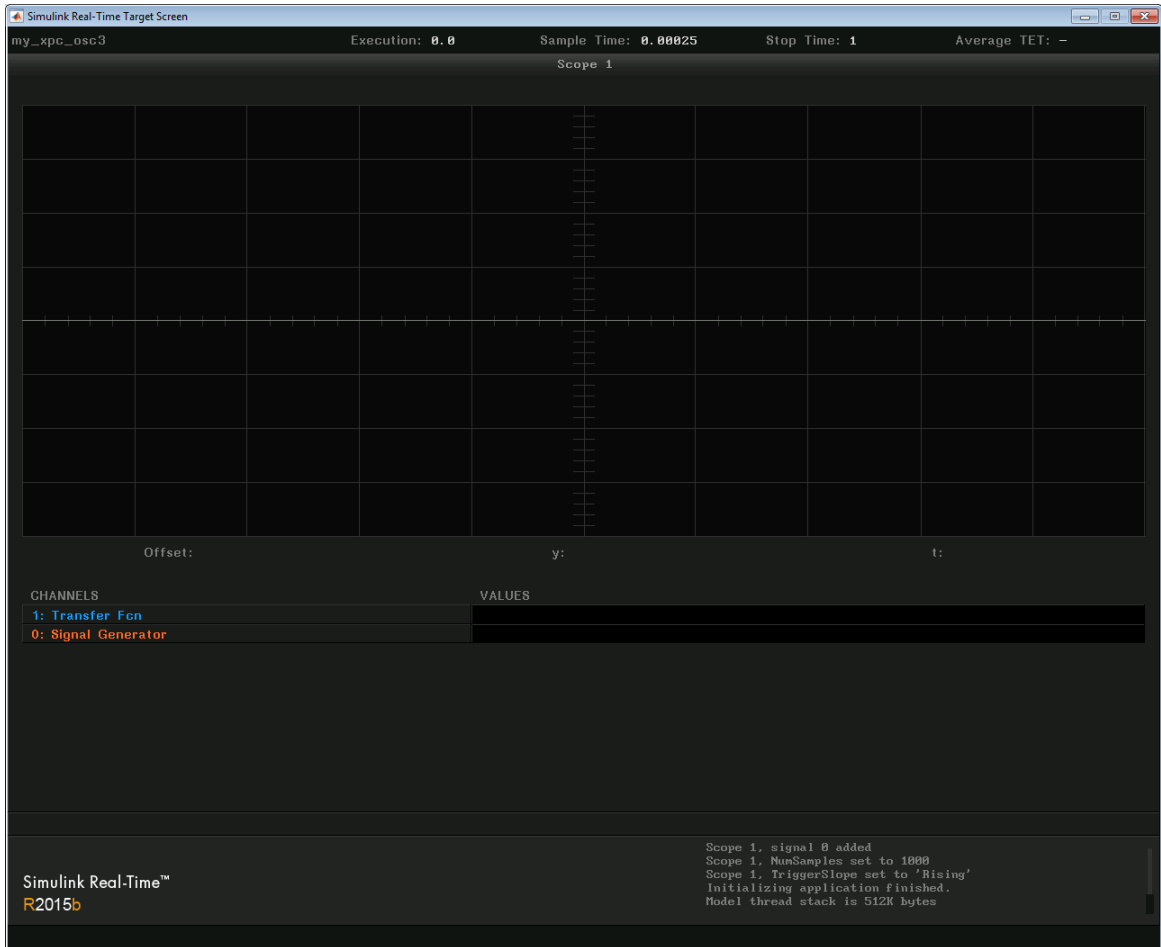 Simulink Real-Time Target Screen
my_xpc_osc3 Execution: 0.0 Sample Time: 0.00025 Stop Time: 1 Average TET: –
Scope 1
Offset: y: t:
CHANNELS VALUES
1: Transfer Fcn
0: Signal Generator
Scope 1, signal 0 added
Scope 1, NumSamples set to 1000
Scope 1, TriggerSlope set to 'Rising'
Initializing application finished.
Model thread stack is 512K bytes
Simulink Real-Time™
R2015b